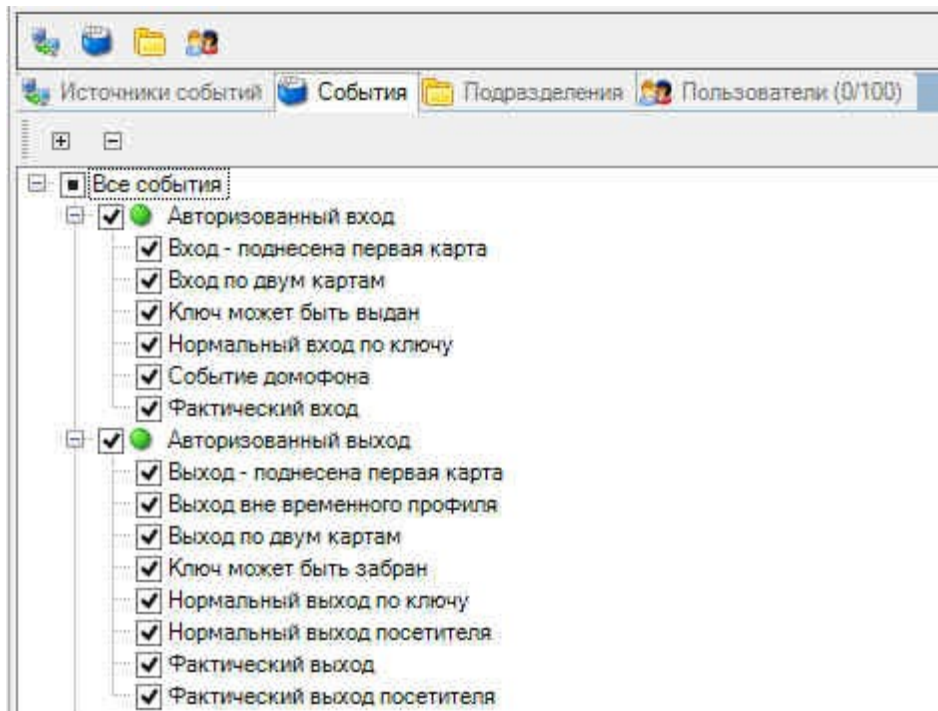 Источники событий События Подразделения Пользователи (0/100)
Все события
Авторизованный вход
Вход - поднесена первая карта
Вход по двум картам
Ключ может быть выдан
Нормальный вход по ключу
Событие домофона
Фактический вход
Авторизованный выход
Выход - поднесена первая карта
Выход вне временного профиля
Выход по двум картам
Ключ может быть забран
Нормальный выход по ключу
Нормальный выход посетителя
Фактический выход
Фактический выход посетителя